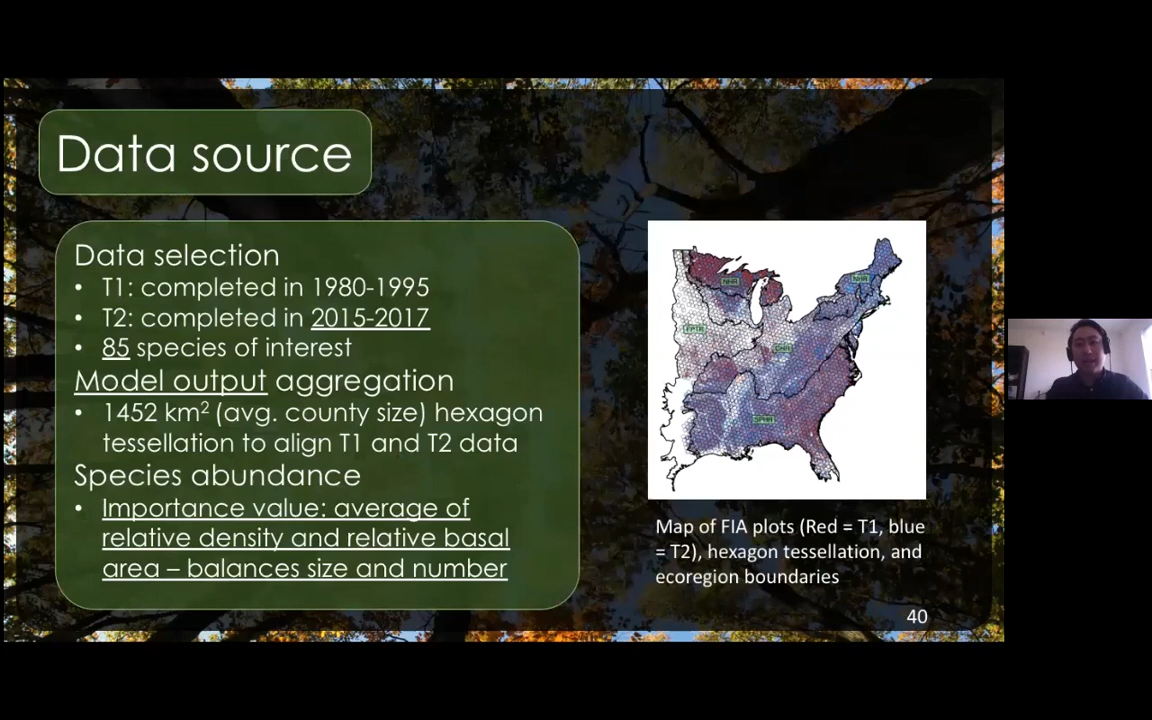 Data source
Data selection
• T1: completed in 1980-1995
• T2: completed in 2015-2017
• 85 species of interest
Model output aggregation
• 1452 km² (avg. county size) hexagon
tessellation to align T1 and T2 data
Species abundance
• Importance value: average of
relative density and relative basal
area – balances size and number
Map of FIA plots (Red = T1, blue
= T2), hexagon tessellation, and
ecoregion boundaries
40